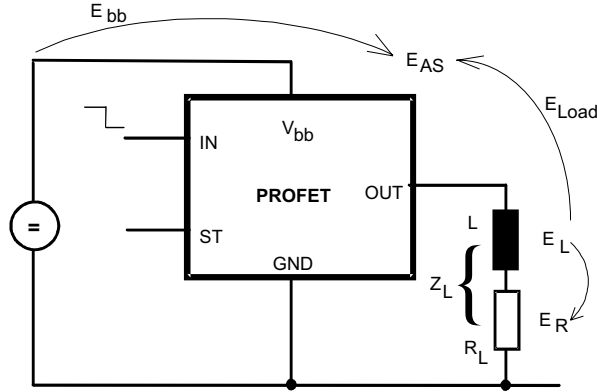 E bb
E AS
E Load
IN
V bb
PROFET
OUT
=
ST
L
GND
E L
Z L
{
E R
R L